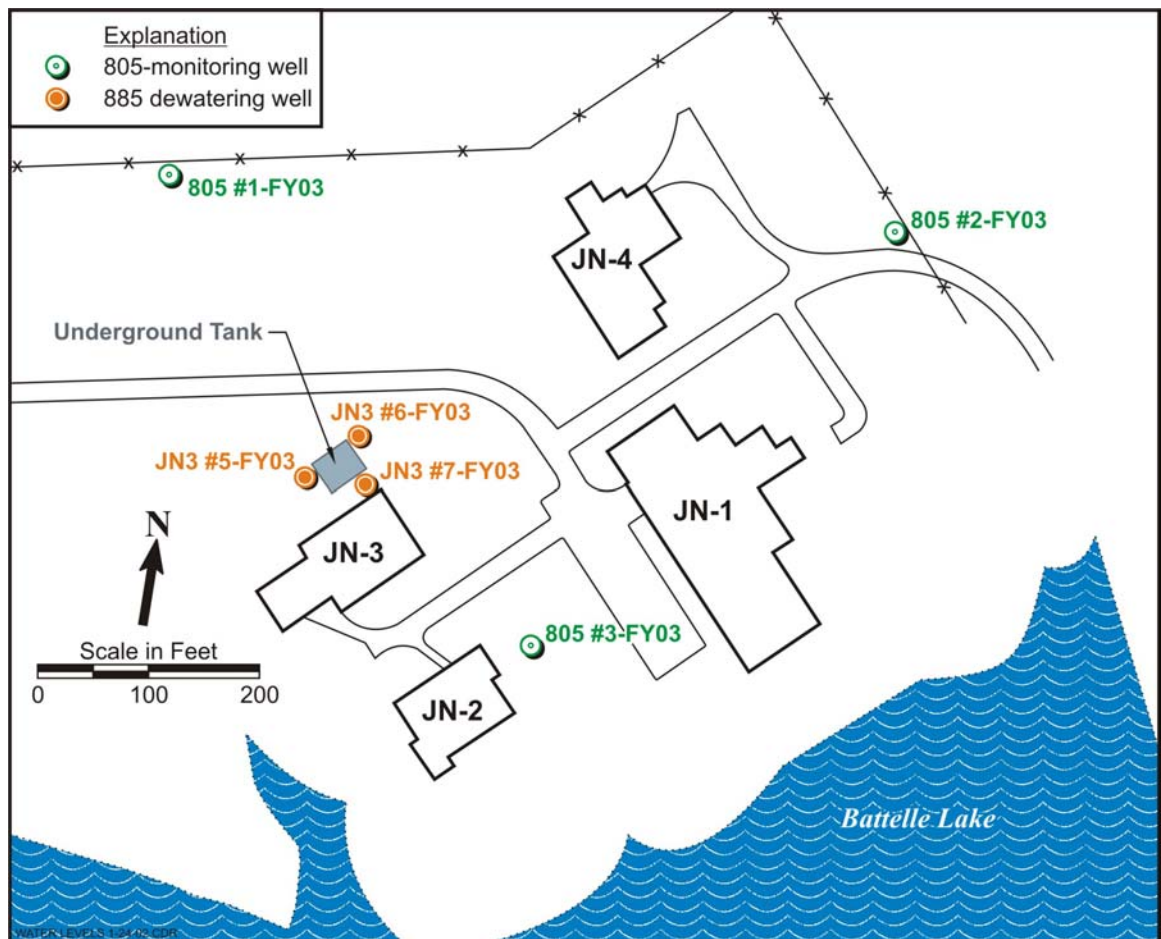 Explanation
805-monitoring well
885 dewatering well
805 #1-FY03
805 #2-FY03
JN-4
Underground Tank
JN3 #6-FY03
JN3 #5-FY03
JN3 #7-FY03
JN-1
N
JN-3
805 #3-FY03
Scale in Feet
0 100 200
JN-2
Battelle Lake
WATER LEVELS 1-24-02.CDR